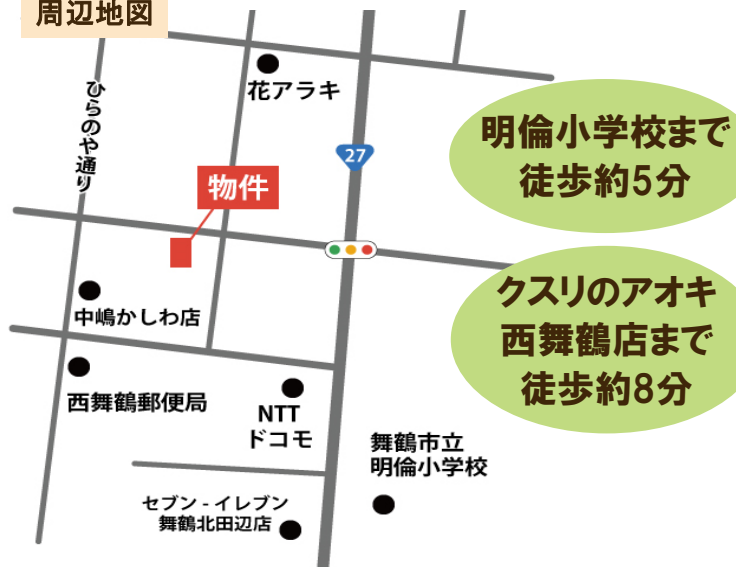 周辺地図
花アラキ
ひらのや通り
27
明倫小学校まで
徒歩約5分
物件
クスリのアオキ
西舞鶴店まで
徒歩約8分
中嶋かしわ店
西舞鶴郵便局
NTT
ドコモ
舞鶴市立
明倫小学校
セブン - イレブン
舞鶴北田辺店